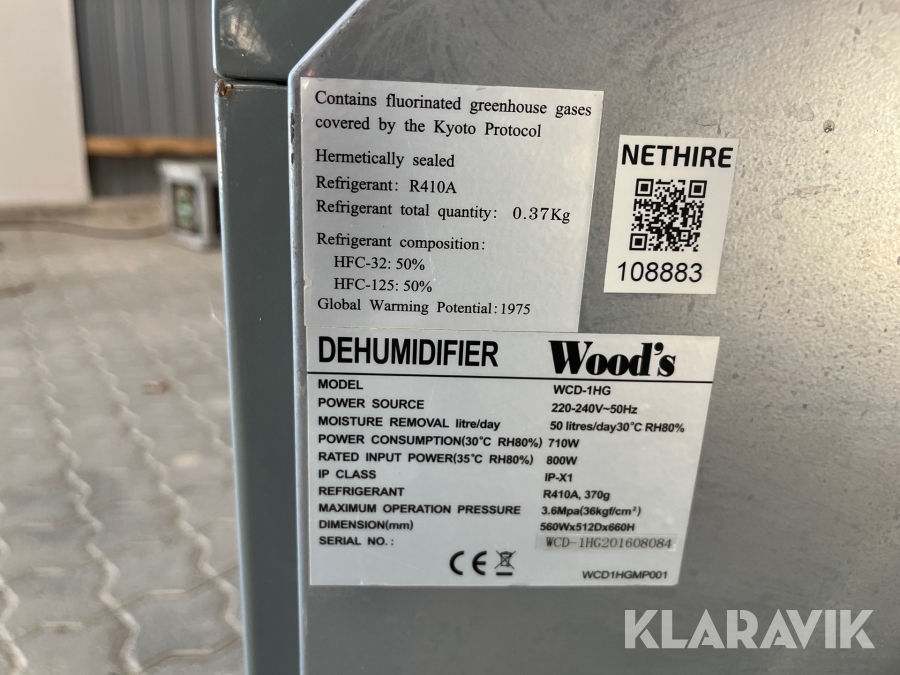 Contains fluorinated greenhouse gases
covered by the Kyoto Protocol
Hermetically sealed
Refrigerant: R410A
Refrigerant total quantity: 0.37Kg
Refrigerant composition:
HFC-32: 50%
HFC-125: 50%
Global Warming Potential:1975
NETHIRE
108883
DEHUMIDIFIER Wood's
MODEL WCD-1HG
POWER SOURCE 220-240V~50Hz
MOISTURE REMOVAL litre/day 50 litres/day30°C RH80%
POWER CONSUMPTION(30°C RH80%) 710W
RATED INPUT POWER(35°C RH80%) 800W
IP CLASS IP-X1
REFRIGERANT R410A, 370g
MAXIMUM OPERATION PRESSURE 3.6Mpa(36kgf/cm²)
DIMENSION(mm) 560Wx512Dx660H
SERIAL NO.: WCD-1HG201608084
CE
WCD1HGMP001
KLARAVIK